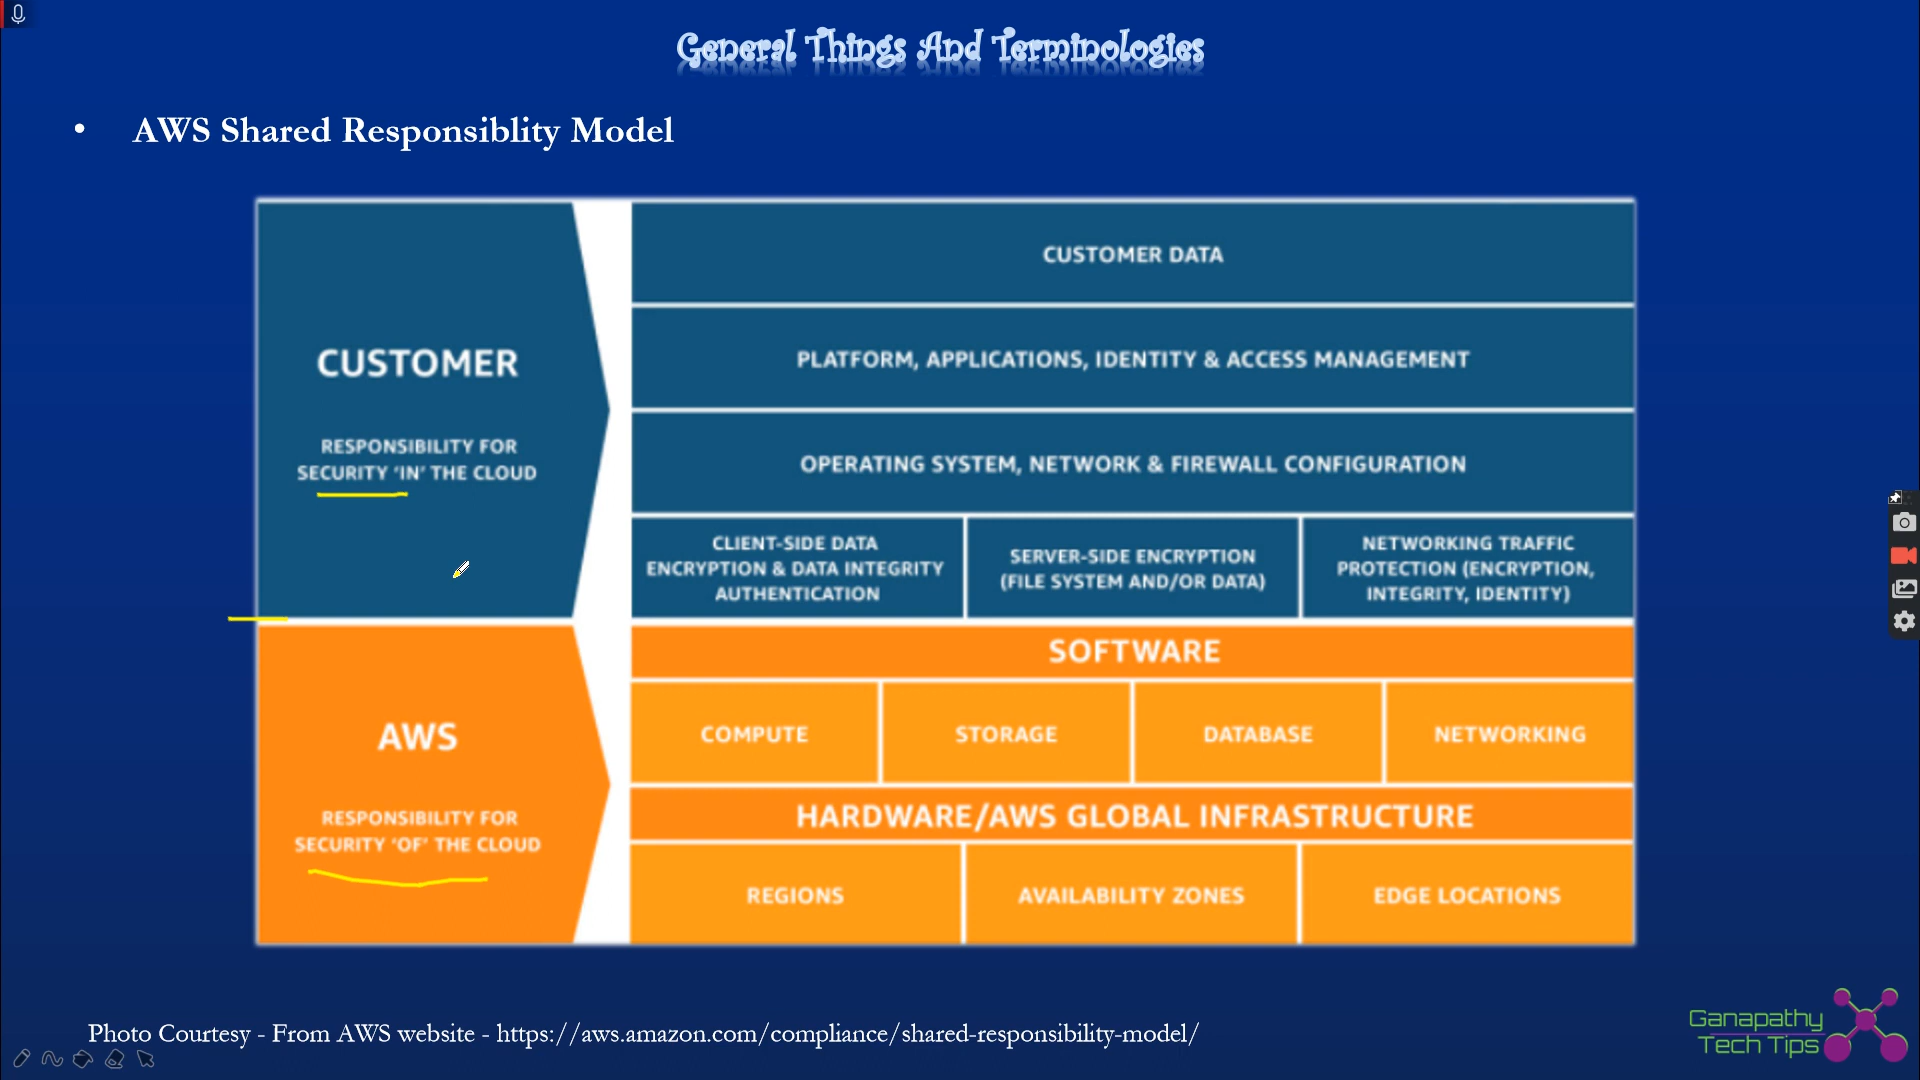 General Things And Terminologies
• AWS Shared Responsiblity Model
CUSTOMER
RESPONSIBILITY FOR
SECURITY ‘IN’ THE CLOUD
CUSTOMER DATA
PLATFORM, APPLICATIONS, IDENTITY & ACCESS MANAGEMENT
OPERATING SYSTEM, NETWORK & FIREWALL CONFIGURATION
CLIENT-SIDE DATA
ENCRYPTION & DATA INTEGRITY
AUTHENTICATION
SERVER-SIDE ENCRYPTION
(FILE SYSTEM AND/OR DATA)
NETWORKING TRAFFIC
PROTECTION (ENCRYPTION,
INTEGRITY, IDENTITY)
AWS
RESPONSIBILITY FOR
SECURITY ‘OF’ THE CLOUD
SOFTWARE
COMPUTE
STORAGE
DATABASE
NETWORKING
HARDWARE/AWS GLOBAL INFRASTRUCTURE
REGIONS
AVAILABILITY ZONES
EDGE LOCATIONS
Photo Courtesy - From AWS website - https://aws.amazon.com/compliance/shared-responsibility-model/
Ganapathy
Tech Tips